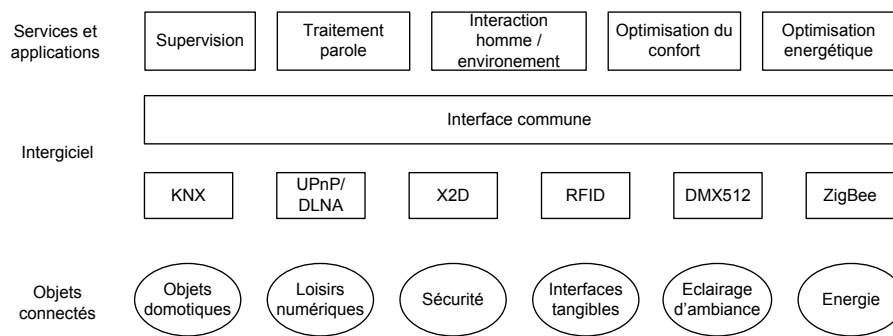 Services et
applications
Supervision
Traitement
parole
Interaction
homme /
environement
Optimisation du
confort
Optimisation
energétique
Intergiciel
Interface commune
KNX
UPnP/
DLNA
X2D
RFID
DMX512
ZigBee
Objets
connectés
Objets
domotiques
Loisirs
numériques
Sécurité
Interfaces
tangibles
Eclairage
d'ambiance
Energie